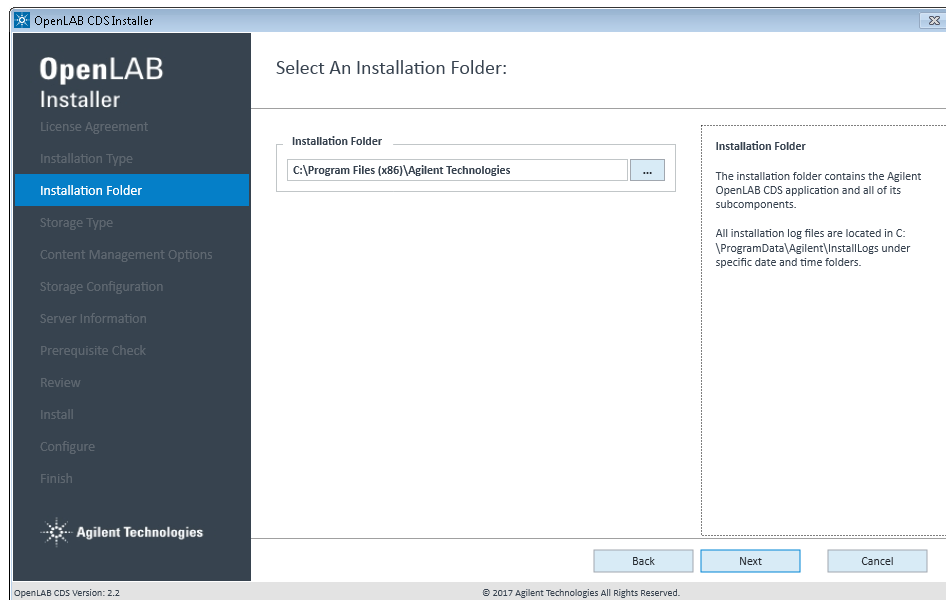 OpenLAB CDS Installer
OpenLAB
Installer
License Agreement
Installation Type
Installation Folder
Storage Type
Content Management Options
Storage Configuration
Server Information
Prerequisite Check
Review
Install
Configure
Finish
Agilent Technologies
Select An Installation Folder:
Installation Folder
C:\Program Files (x86)\Agilent Technologies
...
Installation Folder
The installation folder contains the Agilent
OpenLAB CDS application and all of its
subcomponents.
All installation log files are located in C:
\ProgramData\Agilent\InstallLogs under
specific date and time folders.
Back
Next
Cancel
OpenLAB CDS Version: 2.2
© 2017 Agilent Technologies All Rights Reserved.